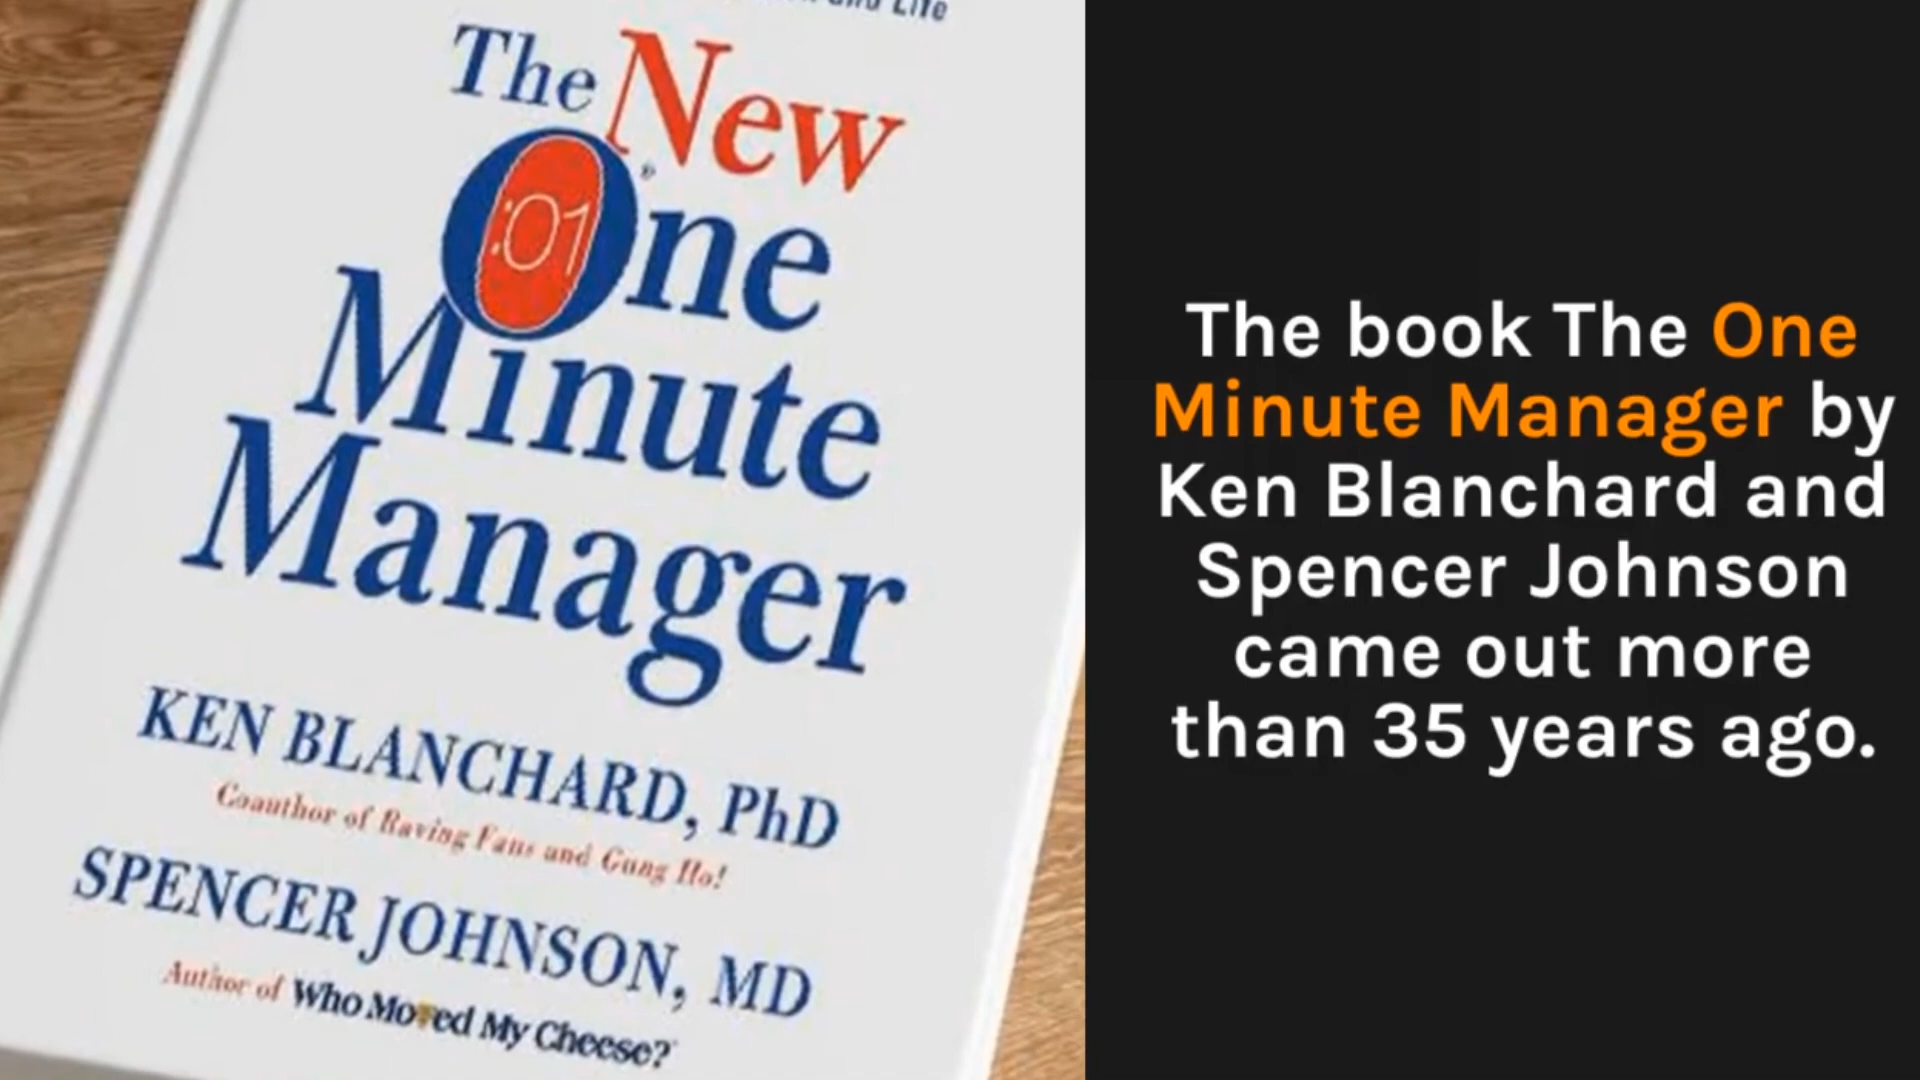 and Life
The New
One
:01
Minute
Manager
KEN BLANCHARD, PhD
Coauthor of Raving Fans and Gung Ho!
SPENCER JOHNSON, MD
Author of Who Moved My Cheese?
The book The One
Minute Manager by
Ken Blanchard and
Spencer Johnson
came out more
than 35 years ago.